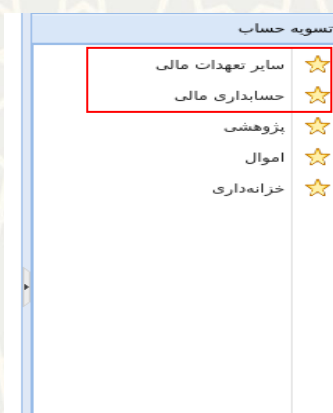 تسویه حساب
سایر تعهدات مالی
حسابداری مالی
پژوهشی
اموال
خزانه‌داری